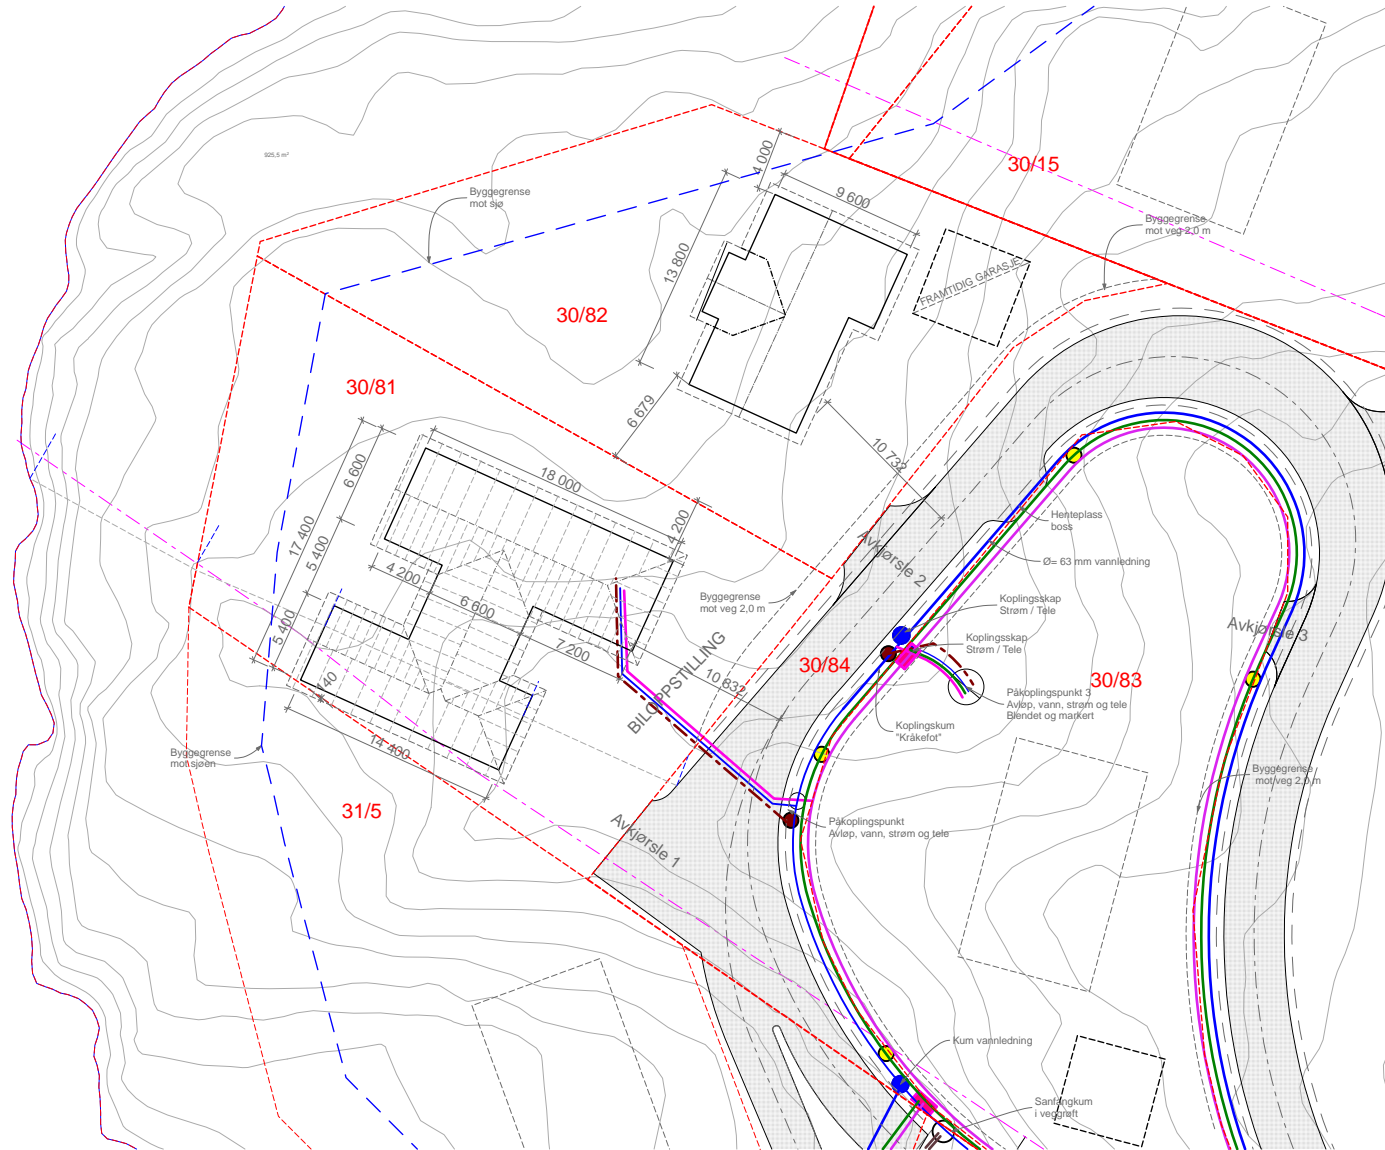 925,5 m²
Byggegrense
mot sjø
4 000
9 600
30/15
Byggegrense
mot veg 2,0 m
13 800
FRAMTIDIG GARASJE
30/82
30/81
6 679
10 732
6 600
18 000
17 400
5 400
4 200
Henteplass
boss
Avkjørsle 2
Ø= 63 mm vannledning
4 200
6 600
Byggegrense
mot veg 2,0 m
Koplingsskap
Strøm / Tele
5 400
7 200
Koplingsskap
Strøm / Tele
Avkjørsle 3
30/84
30/83
10 832
BILOPPSTILLING
Påkoplingspunkt 3
Avløp, vann, strøm og tele
Blendet og markert
Koplingskum
"Kråkefot"
14 400
Byggegrense
mot sjøen
Byggegrense
mot veg 2,0 m
31/5
Påkoplingspunkt
Avløp, vann, strøm og tele
Avkjørsle 1
Kum vannledning
Sanfangkum
i veggrøft